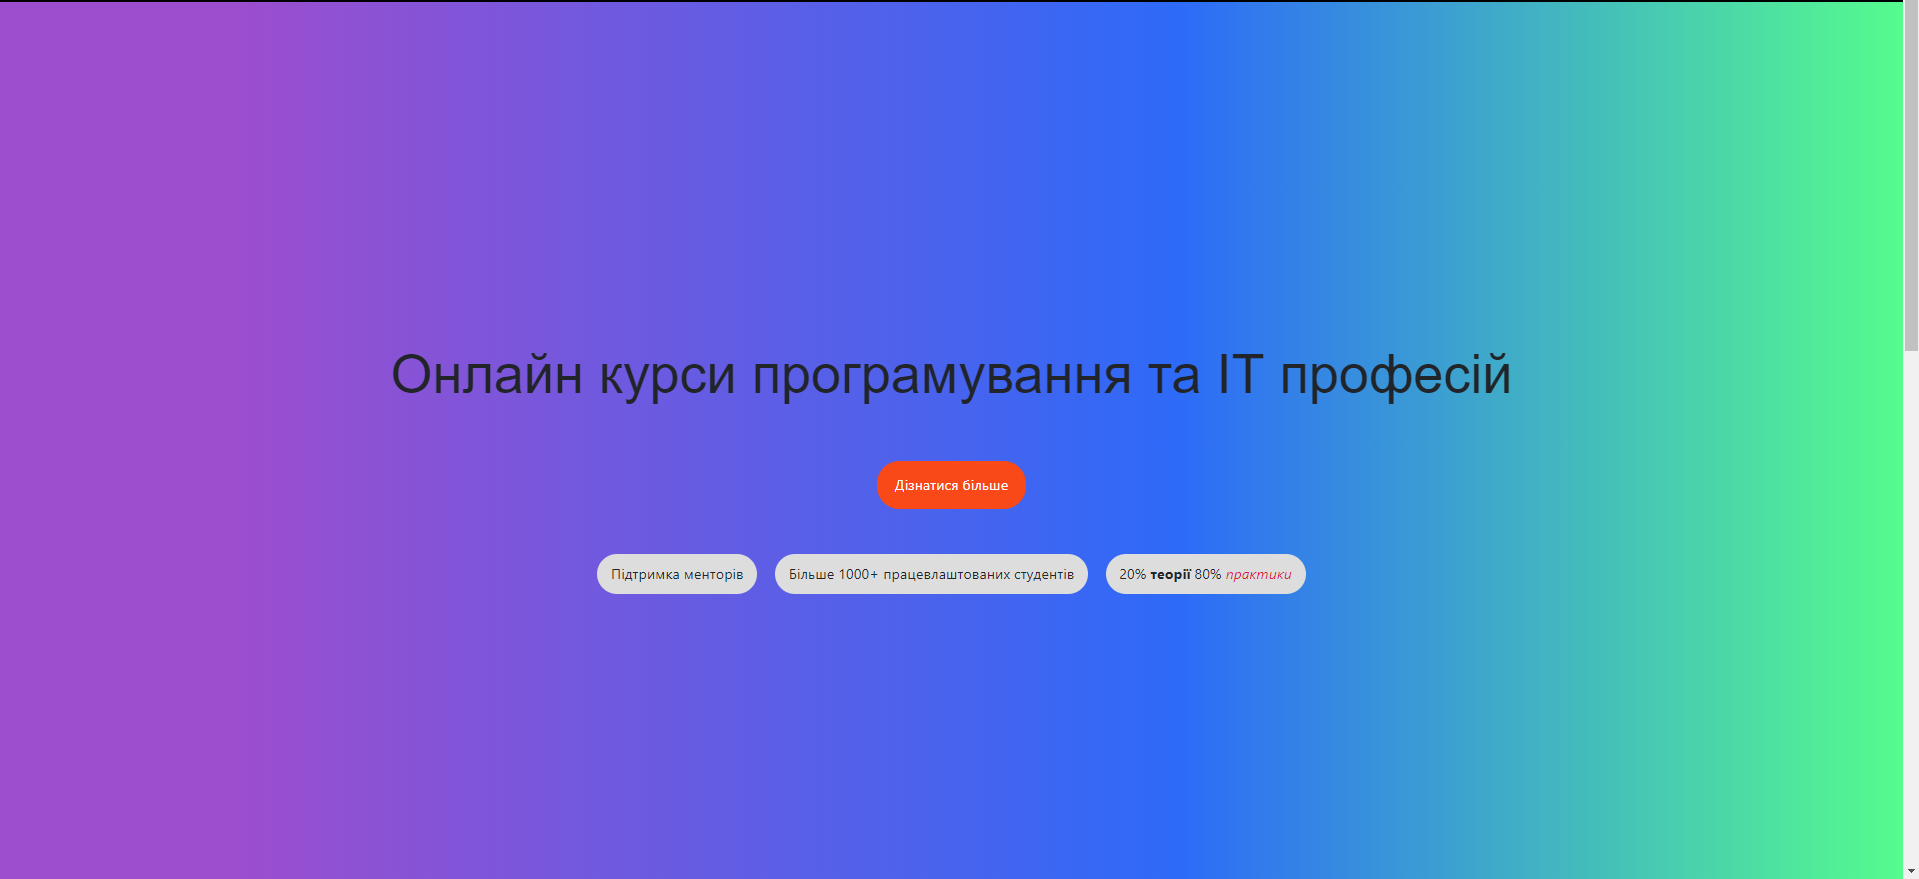 Онлайн курси програмування та IT професій
Дізнатися більше
Підтримка менторів
Більше 1000+ працевлаштованих студентів
20% теорії 80% практики